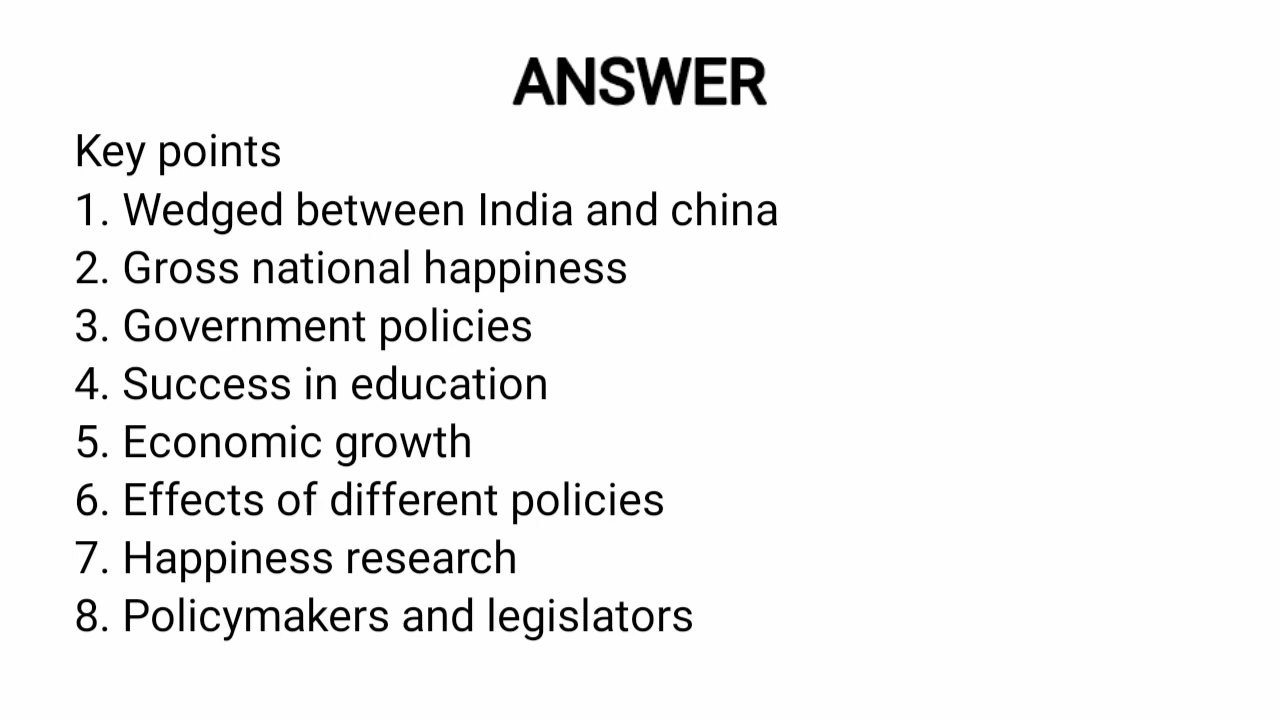 ANSWER
Key points
1. Wedged between India and china
2. Gross national happiness
3. Government policies
4. Success in education
5. Economic growth
6. Effects of different policies
7. Happiness research
8. Policymakers and legislators